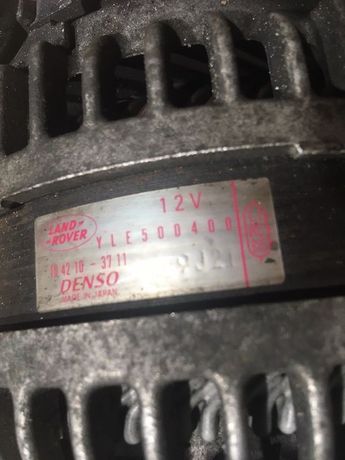 12V
LAND-
ROVER
YLE500400
104210-3711
9J21
DENSO
MADE IN JAPAN